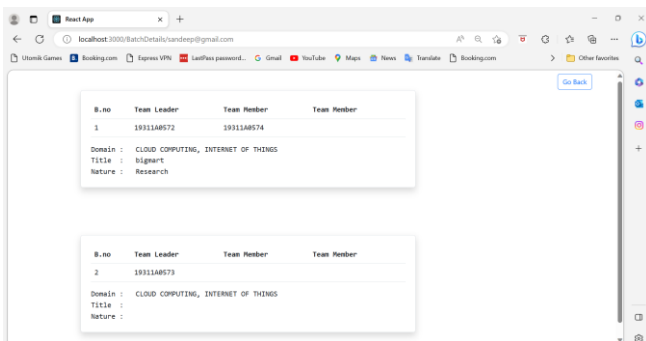 React App
localhost:3000/BatchDetails/sandeep@gmail.com
Utomik Games Booking.com Express VPN LastPass password... Gmail YouTube Maps News Translate Booking.com Other favorites
Go Back
B.no Team Leader Team Member Team Member
1 19311A0572 19311A0574
Domain : CLOUD COMPUTING, INTERNET OF THINGS
Title : bigmart
Nature : Research
B.no Team Leader Team Member Team Member
2 19311A0573
Domain : CLOUD COMPUTING, INTERNET OF THINGS
Title :
Nature :